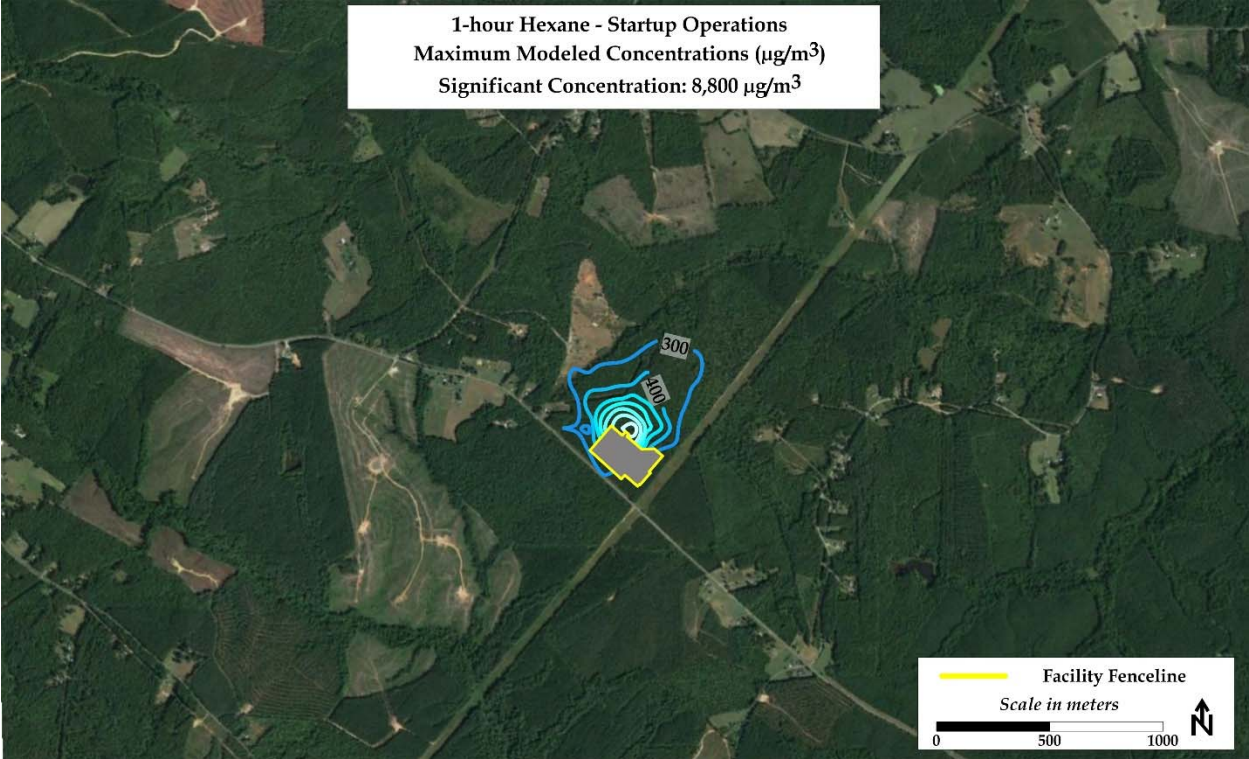 1-hour Hexane - Startup Operations
Maximum Modeled Concentrations (µg/m³)
Significant Concentration: 8,800 µg/m³
300
400
Facility Fenceline
Scale in meters
N
0 500 1000